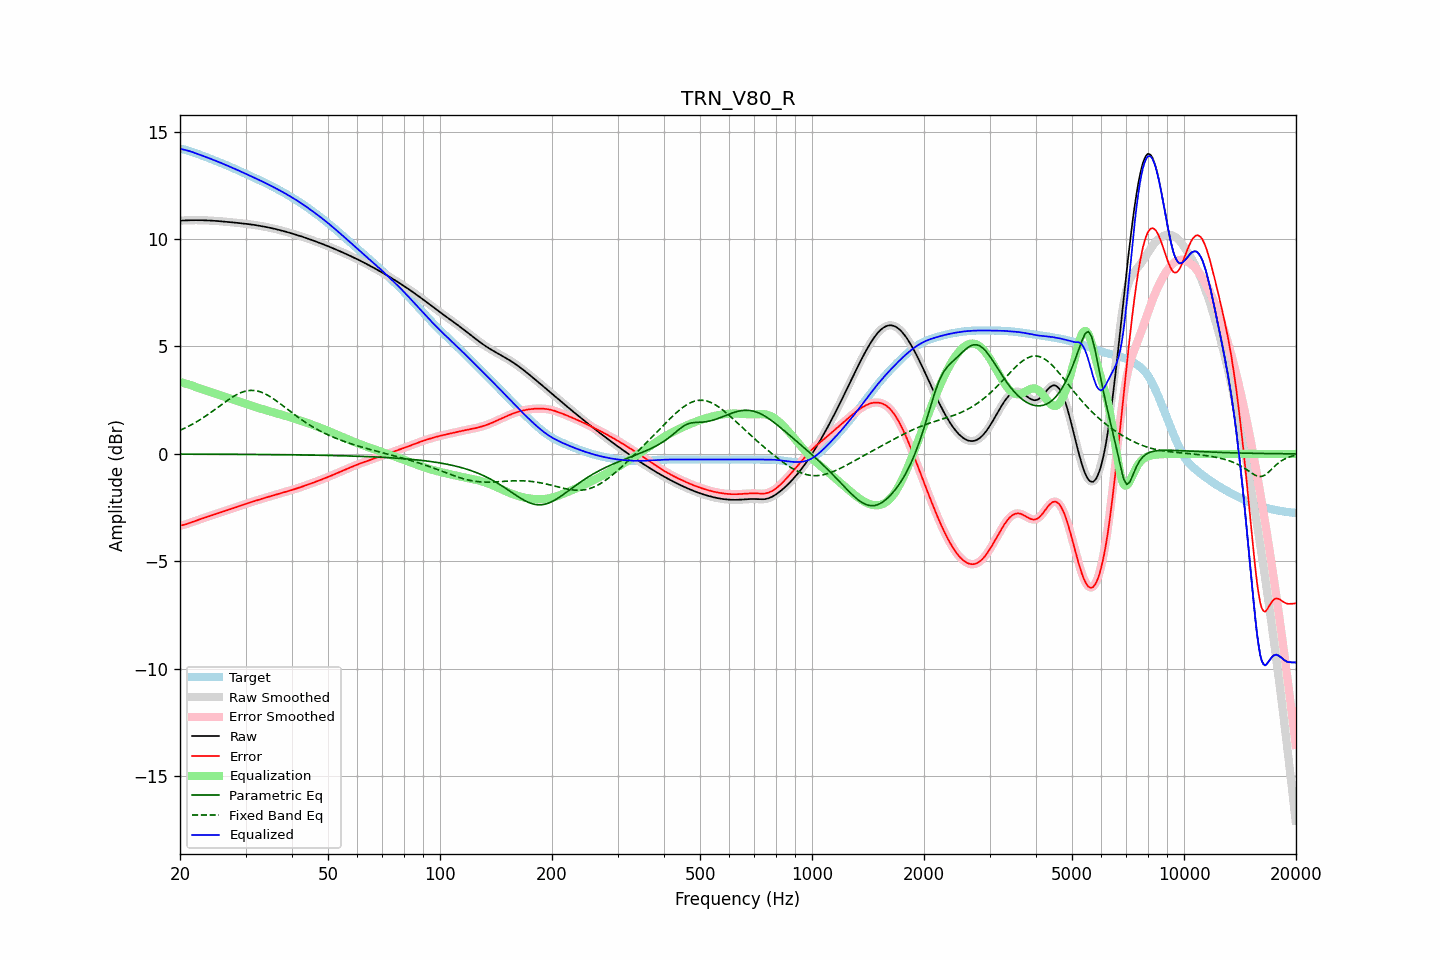 TRN_V80_R
15
10
5
0
−5
−10
−15
Amplitude (dBr)
Target
Raw Smoothed
Error Smoothed
Raw
Error
Equalization
Parametric Eq
Fixed Band Eq
Equalized
20 50 100 200 500 1000 2000 5000 10000 20000
Frequency (Hz)